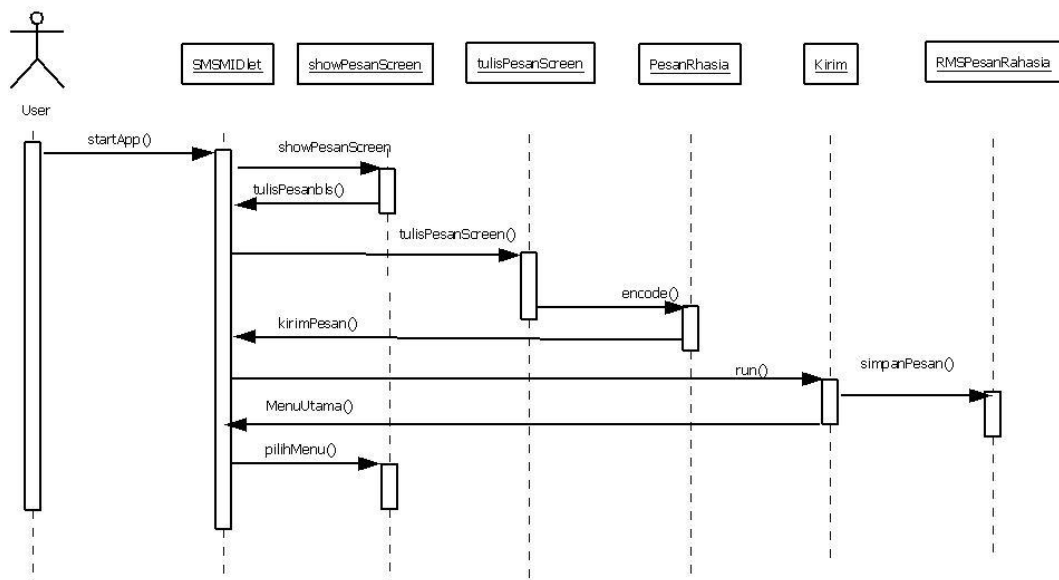 SMSMIDlet
showPesanScreen
tulisPesanScreen
PesanRhasia
Kirim
RMSPesanRahasia
User
startApp()
showPesanScreen
tulisPesanbls()
tulisPesanScreen()
encode()
kirimPesan()
run()
simpanPesan()
MenuUtama()
pilihMenu()